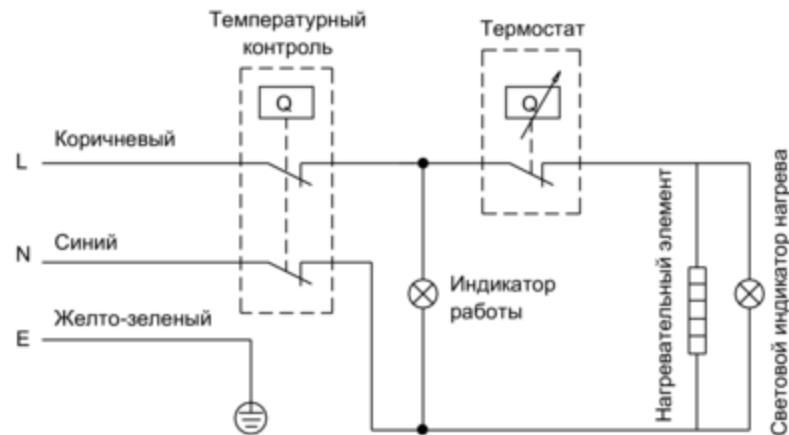 Температурный
контроль
Термостат
Q
Q
Коричневый
L
Синий
N
Желто-зеленый
E
Индикатор
работы
Нагревательный элемент
Световой индикатор нагрева